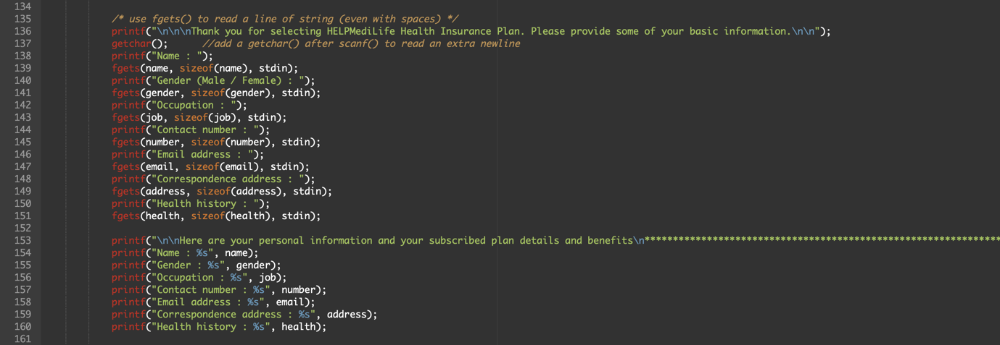 134
135 /* use fgets() to read a line of string (even with spaces) */
136 printf("\n\n\nThank you for selecting HELPMediLife Health Insurance Plan. Please provide some of your basic information.\n\n");
137 getchar(); //add a getchar() after scanf() to read an extra newline
138 printf("Name : ");
139 fgets(name, sizeof(name), stdin);
140 printf("Gender (Male / Female) : ");
141 fgets(gender, sizeof(gender), stdin);
142 printf("Occupation : ");
143 fgets(job, sizeof(job), stdin);
144 printf("Contact number : ");
145 fgets(number, sizeof(number), stdin);
146 printf("Email address : ");
147 fgets(email, sizeof(email), stdin);
148 printf("Correspondence address : ");
149 fgets(address, sizeof(address), stdin);
150 printf("Health history : ");
151 fgets(health, sizeof(health), stdin);
152
153 printf("\n\nHere are your personal information and your subscribed plan details and benefits\n***************************************************************
154 printf("Name : %s", name);
155 printf("Gender : %s", gender);
156 printf("Occupation : %s", job);
157 printf("Contact number : %s", number);
158 printf("Email address : %s", email);
159 printf("Correspondence address : %s", address);
160 printf("Health history : %s", health);
161